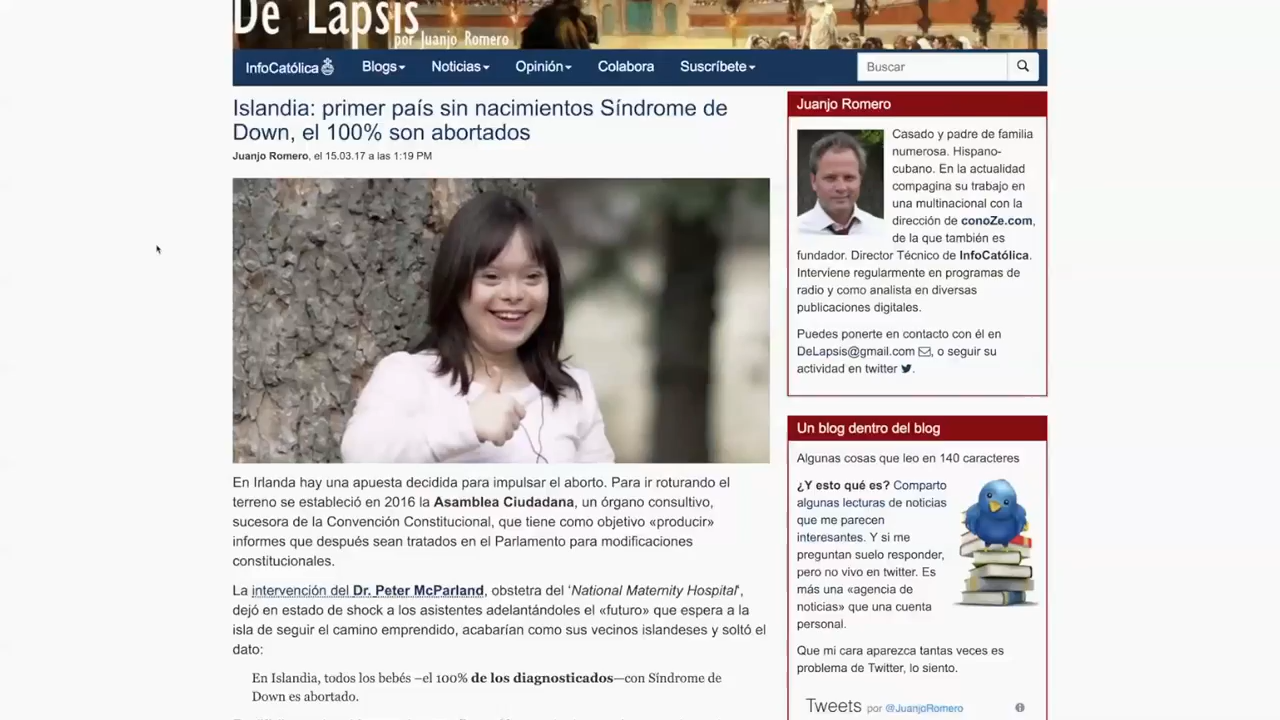 De Lapsis
por Juanjo Romero
InfoCatólica
Blogs
Noticias
Opinión
Colabora
Suscríbete
Buscar
Islandia: primer país sin nacimientos Síndrome de
Down, el 100% son abortados
Juanjo Romero, el 15.03.17 a las 1:19 PM
En Irlanda hay una apuesta decidida para impulsar el aborto. Para ir roturando el
terreno se estableció en 2016 la Asamblea Ciudadana, un órgano consultivo,
sucesora de la Convención Constitucional, que tiene como objetivo «producir»
informes que después sean tratados en el Parlamento para modificaciones
constitucionales.
La intervención del Dr. Peter McParland, obstetra del 'National Maternity Hospital',
dejó en estado de shock a los asistentes adelantándoles el «futuro» que espera a la
isla de seguir el camino emprendido, acabarían como sus vecinos islandeses y soltó el
dato:
En Islandia, todos los bebés –el 100% de los diagnosticados—con Síndrome de
Down es abortado.
Juanjo Romero
Casado y padre de familia
numerosa. Hispano-
cubano. En la actualidad
compagina su trabajo en
una multinacional con la
dirección de conoZe.com,
de la que también es
fundador. Director Técnico de InfoCatólica.
Interviene regularmente en programas de
radio y como analista en diversas
publicaciones digitales.
Puedes ponerte en contacto con él en
DeLapsis@gmail.com, o seguir su
actividad en twitter.
Un blog dentro del blog
Algunas cosas que leo en 140 caracteres
¿Y esto qué es? Comparto
algunas lecturas de noticias
que me parecen
interesantes. Y si me
preguntan suelo responder,
pero no vivo en twitter. Es
más una «agencia de
noticias» que una cuenta
personal.
Que mi cara aparezca tantas veces es
problema de Twitter, lo siento.
Tweets por @JuanjoRomero